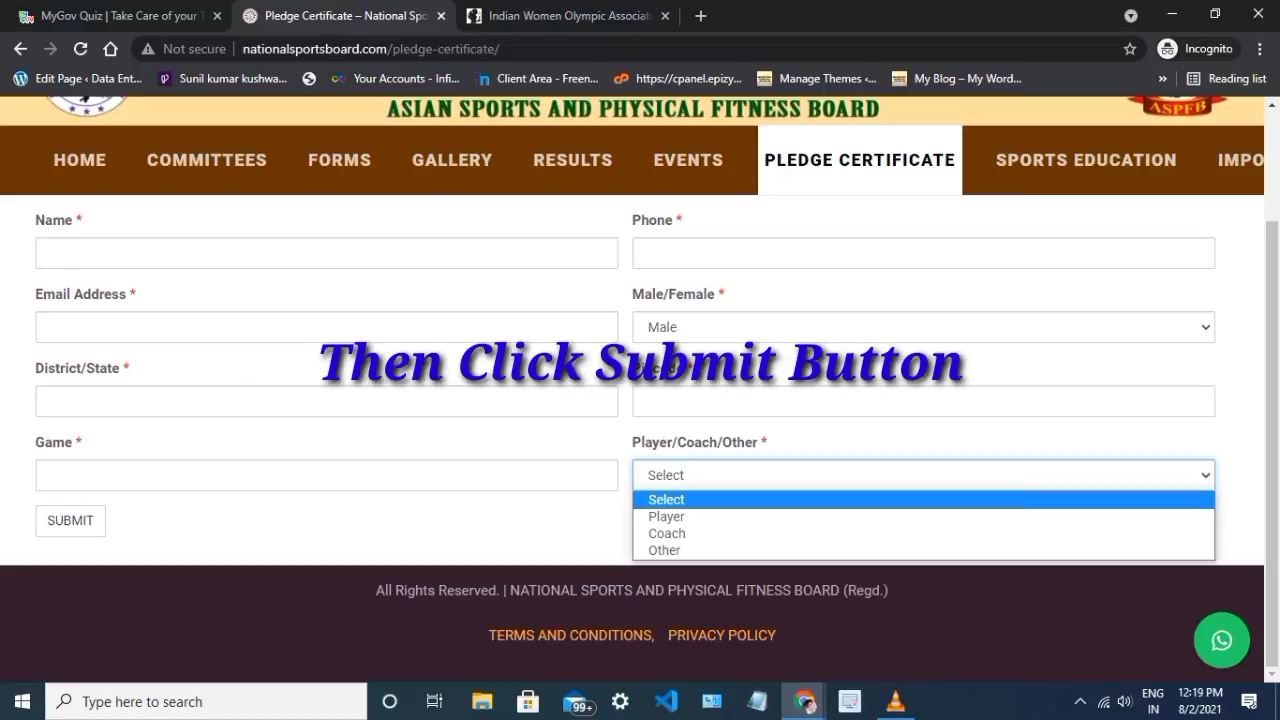 MyGov Quiz | Take Care of your T
Pledge Certificate – National Spo
Indian Women Olympic Associati
Not secure
nationalsportsboard.com/pledge-certificate/
Incognito
Edit Page ‹ Data Ent...
Sunil kumar kushwa...
Your Accounts - Infi...
Client Area - Freen...
https://cpanel.epizy...
Manage Themes ‹...
My Blog – My Word...
»
Reading list
ASIAN SPORTS AND PHYSICAL FITNESS BOARD
ASPFB
HOME
COMMITTEES
FORMS
GALLERY
RESULTS
EVENTS
PLEDGE CERTIFICATE
SPORTS EDUCATION
IMPO
Name *
Phone *
Email Address *
Male/Female *
Male
Then Click Submit Button
District/State *
Game *
Player/Coach/Other *
Select
Select
Player
Coach
Other
SUBMIT
All Rights Reserved. | NATIONAL SPORTS AND PHYSICAL FITNESS BOARD (Regd.)
TERMS AND CONDITIONS, PRIVACY POLICY
Type here to search
99+
ENG
IN
12:19 PM
8/2/2021